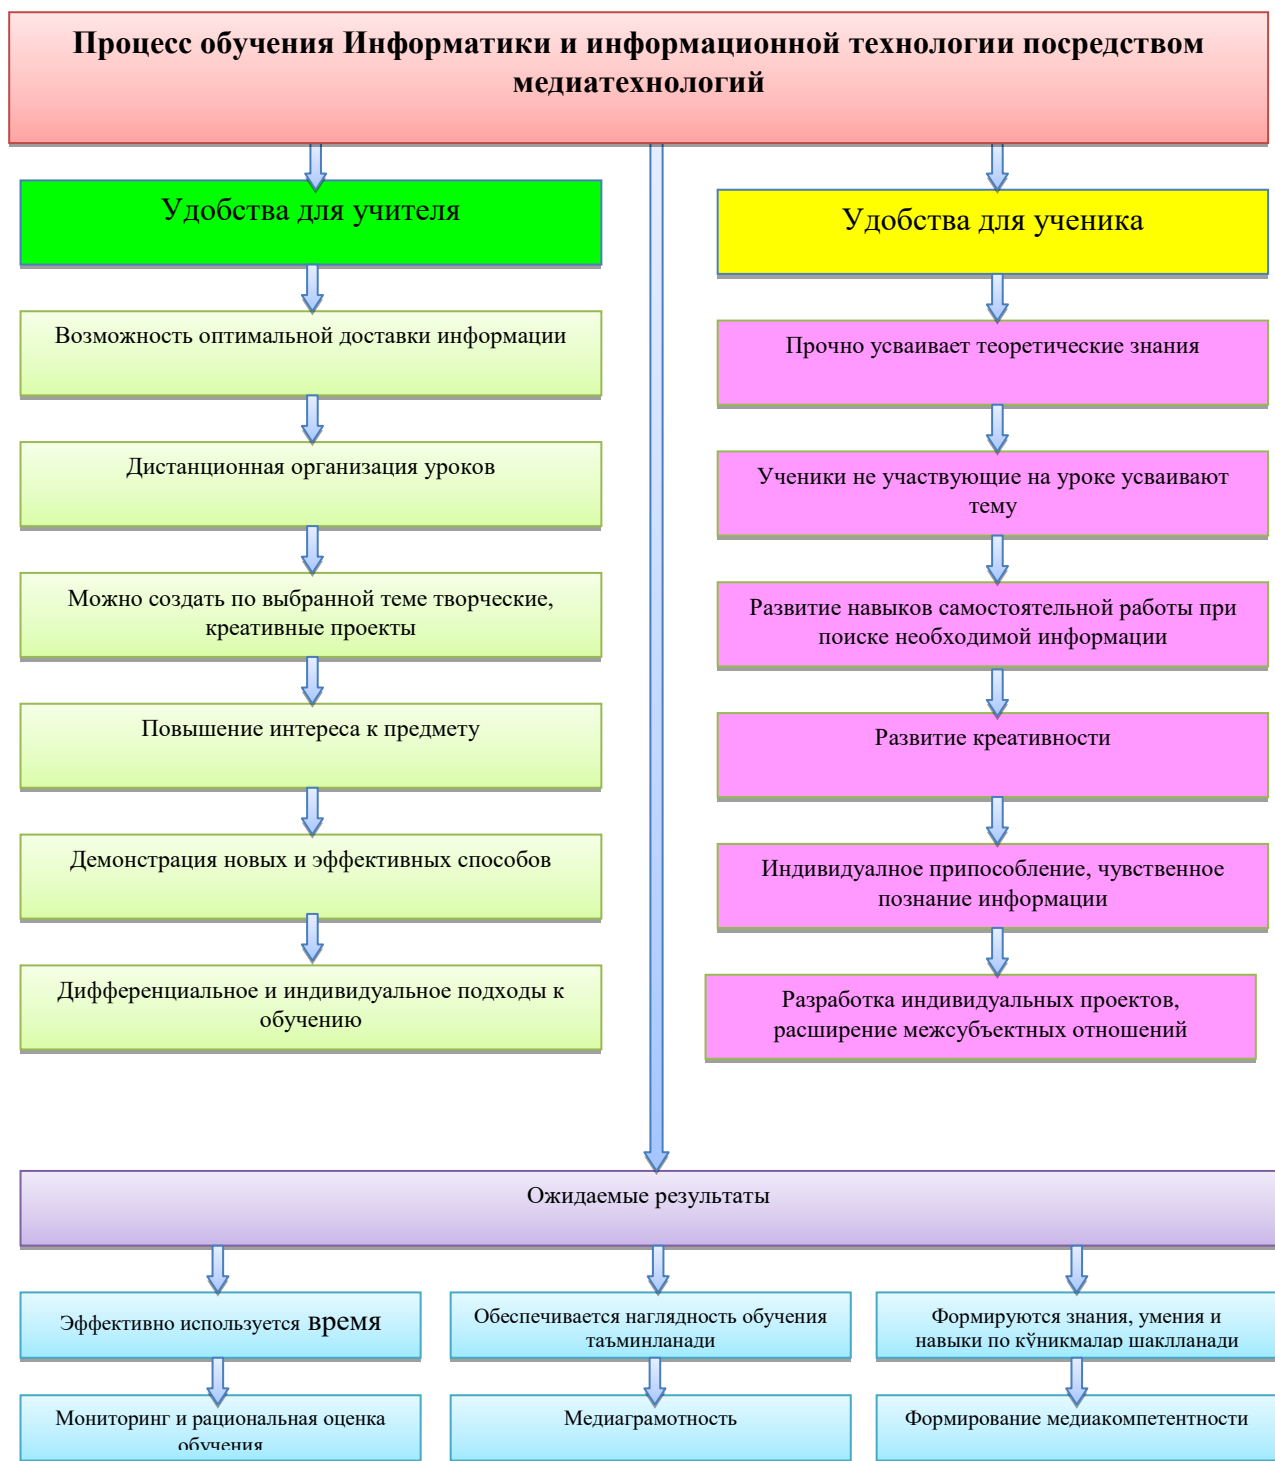 Процесс обучения Информатики и информационной технологии посредством
медиатехнологий
Удобства для учителя
Возможность оптимальной доставки информации
Дистанционная организация уроков
Можно создать по выбранной теме творческие,
креативные проекты
Повышение интереса к предмету
Демонстрация новых и эффективных способов
Дифференциальное и индивидуальное подходы к
обучению
Удобства для ученика
Прочно усваивает теоретические знания
Ученики не участвующие на уроке усваивают
тему
Развитие навыков самостоятельной работы при
поиске необходимой информации
Развитие креативности
Индивидуалное припособление, чувственное
познание информации
Разработка индивидуальных проектов,
расширение межсубъектных отношений
Ожидаемые результаты
Эффективно используется время
Обеспечивается наглядность обучения
таъминланади
Формируются знания, умения и
навыки по кўникмалар шаклланади
Мониторинг и рациональная оценка
обучения
Медиаграмотность
Формирование медиакомпетентности